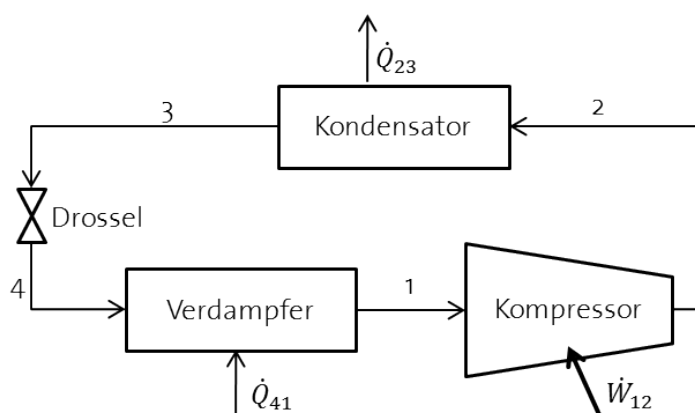 Q̇₂₃
3
Kondensator
2
Drossel
4
Verdampfer
1
Kompressor
Q̇₄₁
Ẇ₁₂